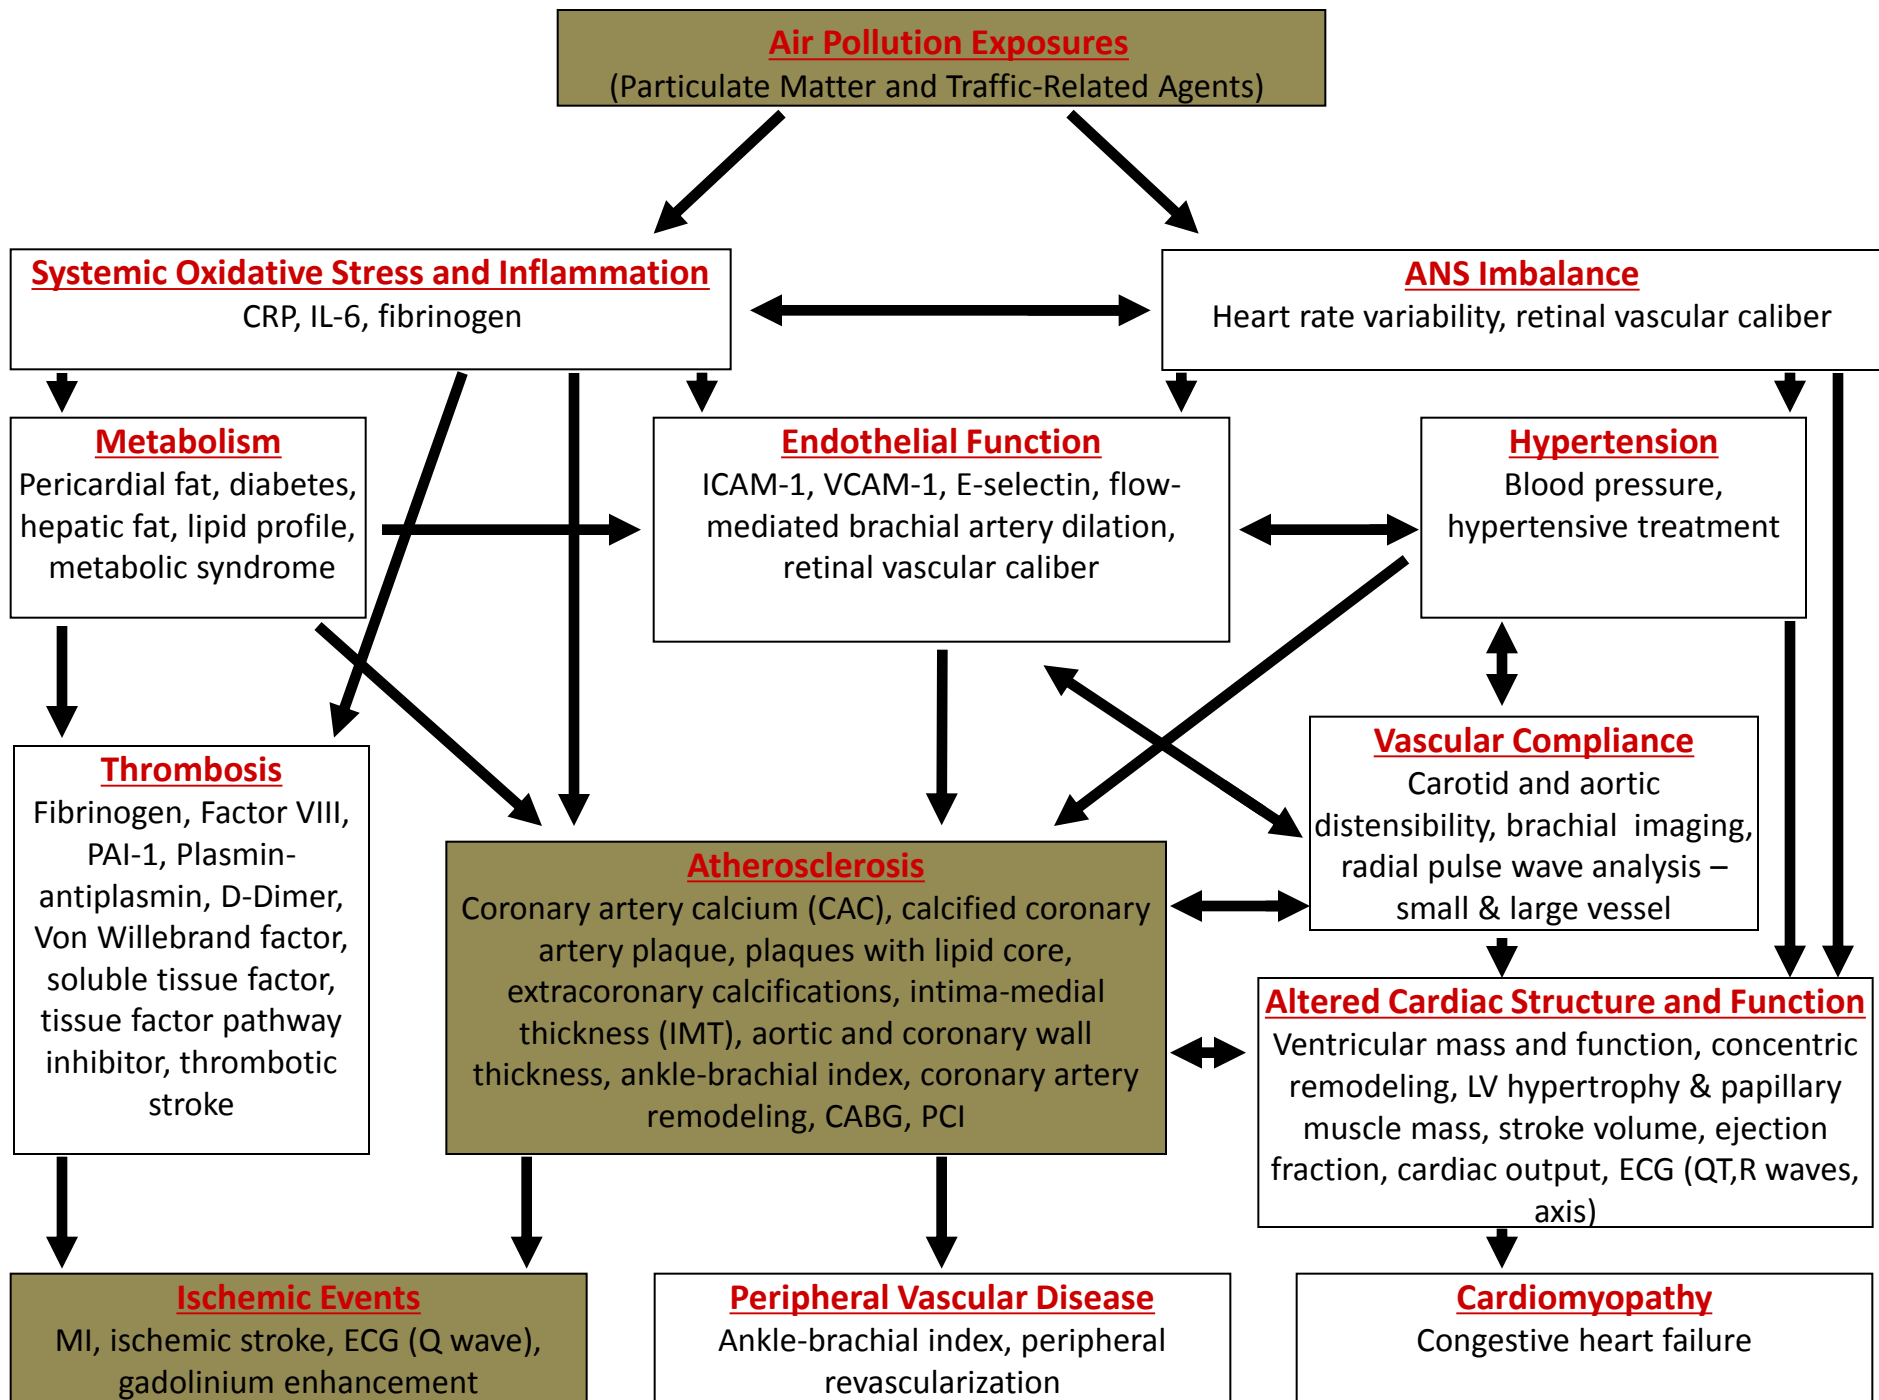 Air Pollution Exposures
(Particulate Matter and Traffic-Related Agents)
Systemic Oxidative Stress and Inflammation
CRP, IL-6, fibrinogen
ANS Imbalance
Heart rate variability, retinal vascular caliber
Metabolism
Pericardial fat, diabetes,
hepatic fat, lipid profile,
metabolic syndrome
Endothelial Function
ICAM-1, VCAM-1, E-selectin, flow-
mediated brachial artery dilation,
retinal vascular caliber
Hypertension
Blood pressure,
hypertensive treatment
Thrombosis
Fibrinogen, Factor VIII,
PAI-1, Plasmin-
antiplasmin, D-Dimer,
Von Willebrand factor,
soluble tissue factor,
tissue factor pathway
inhibitor, thrombotic
stroke
Atherosclerosis
Coronary artery calcium (CAC), calcified coronary
artery plaque, plaques with lipid core,
extracoronary calcifications, intima-medial
thickness (IMT), aortic and coronary wall
thickness, ankle-brachial index, coronary artery
remodeling, CABG, PCI
Vascular Compliance
Carotid and aortic
distensibility, brachial  imaging,
radial pulse wave analysis –
small & large vessel
Altered Cardiac Structure and Function
Ventricular mass and function, concentric
remodeling, LV hypertrophy & papillary
muscle mass, stroke volume, ejection
fraction, cardiac output, ECG (QT,R waves,
axis)
Ischemic Events
MI, ischemic stroke, ECG (Q wave),
gadolinium enhancement
Peripheral Vascular Disease
Ankle-brachial index, peripheral
revascularization
Cardiomyopathy
Congestive heart failure